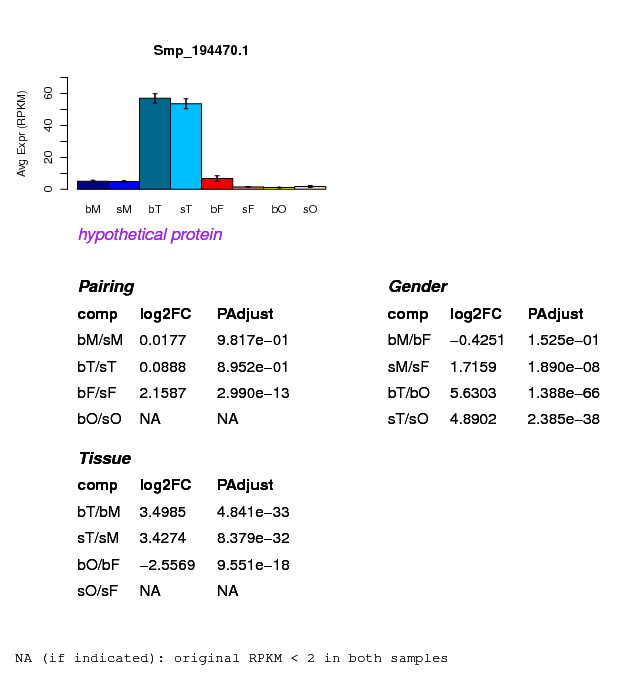 Smp_194470.1
Avg Expr (RPKM)
60
40
20
0
bM sM bT sT bF sF bO sO
hypothetical protein
Pairing
comp log2FC PAdjust
bM/sM 0.0177 9.817e−01
bT/sT 0.0888 8.952e−01
bF/sF 2.1587 2.990e−13
bO/sO NA NA
Gender
comp log2FC PAdjust
bM/bF −0.4251 1.525e−01
sM/sF 1.7159 1.890e−08
bT/bO 5.6303 1.388e−66
sT/sO 4.8902 2.385e−38
Tissue
comp log2FC PAdjust
bT/bM 3.4985 4.841e−33
sT/sM 3.4274 8.379e−32
bO/bF −2.5569 9.551e−18
sO/sF NA NA
NA (if indicated): original RPKM < 2 in both samples